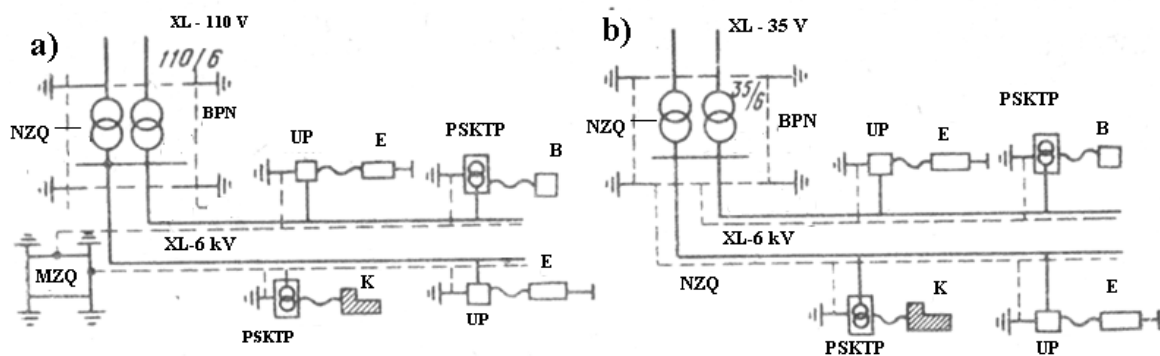 a)
XL - 110 V
110/6
BPN
NZQ
UP
E
PSKTP
B
XL-6 kV
MZQ
E
K
PSKTP
UP
b)
XL - 35 V
35/6
NZQ
BPN
UP
E
PSKTP
B
XL-6 kV
NZQ
K
E
PSKTP
UP